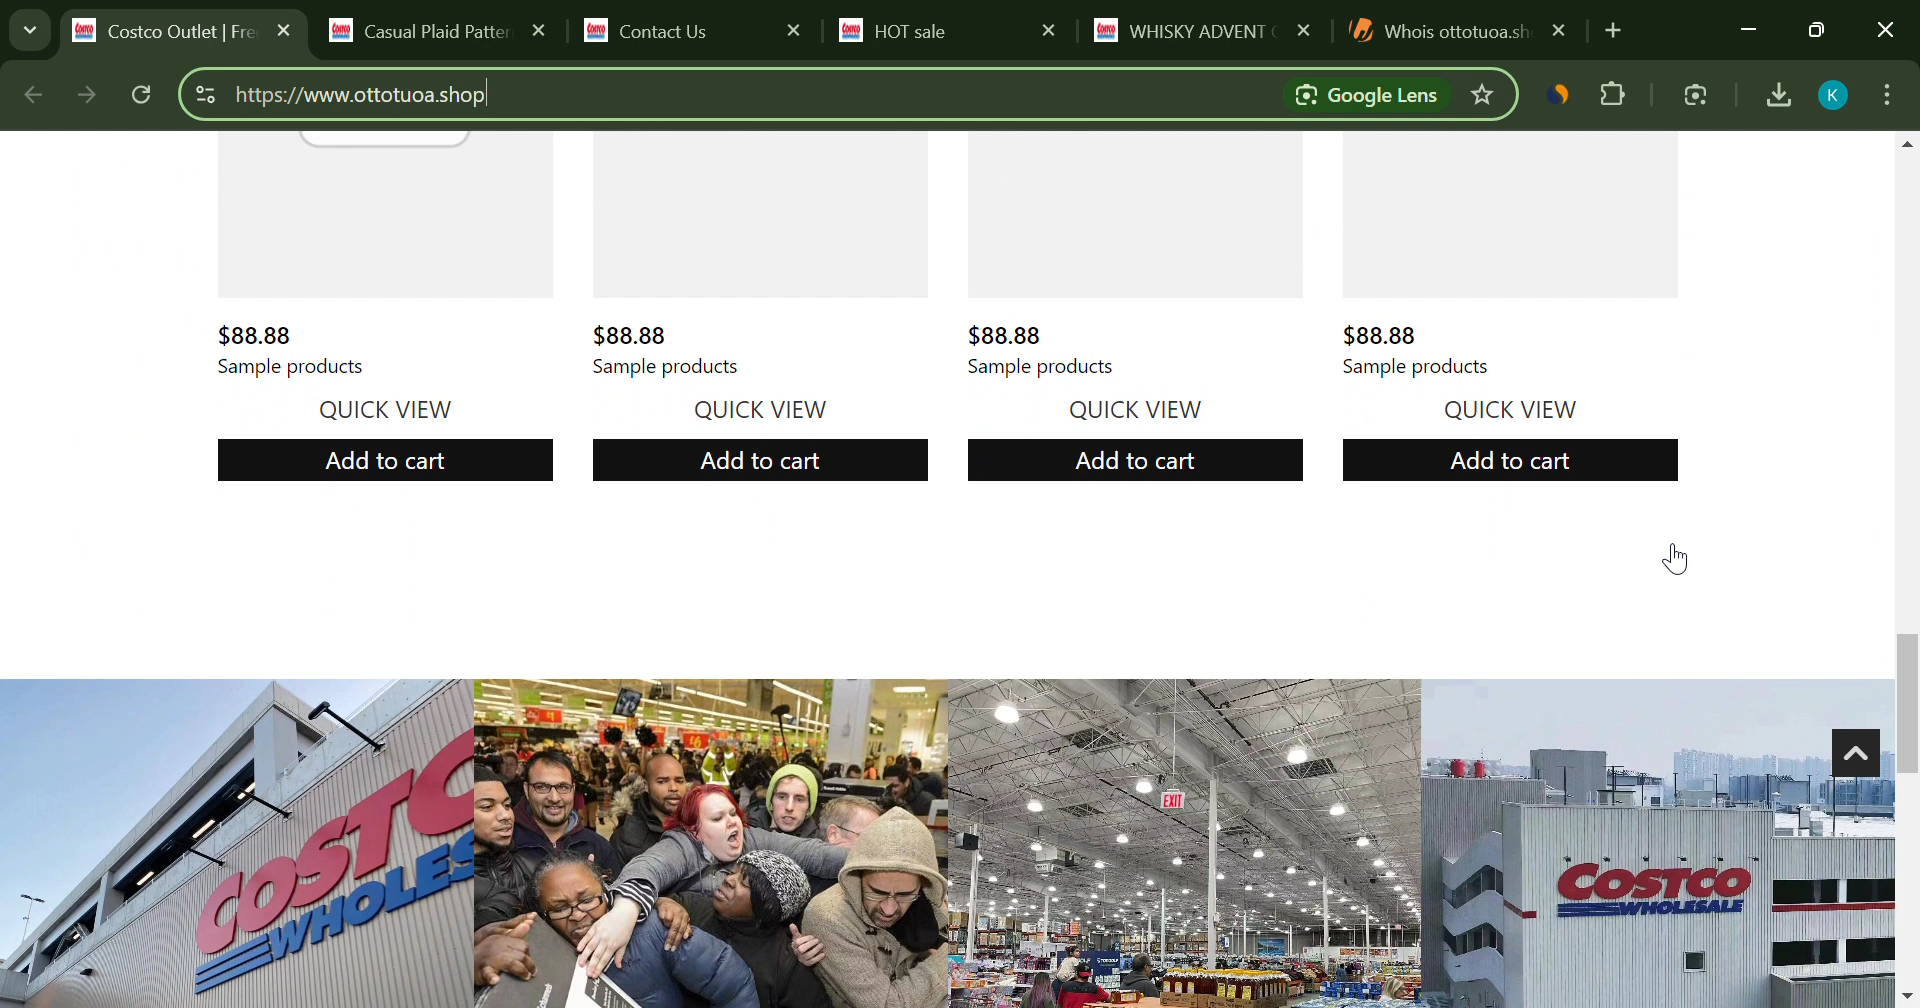 Costco Outlet | Fre
Casual Plaid Patter
Contact Us
HOT sale
WHISKY ADVENT
Whois ottotuoa.sh
https://www.ottotuoa.shop
Google Lens
K
$88.88 $88.88 $88.88 $88.88
Sample products Sample products Sample products Sample products
QUICK VIEW QUICK VIEW QUICK VIEW QUICK VIEW
Add to cart Add to cart Add to cart Add to cart
COSTCO
WHOLES
EXIT
COSTCO
WHOLESALE